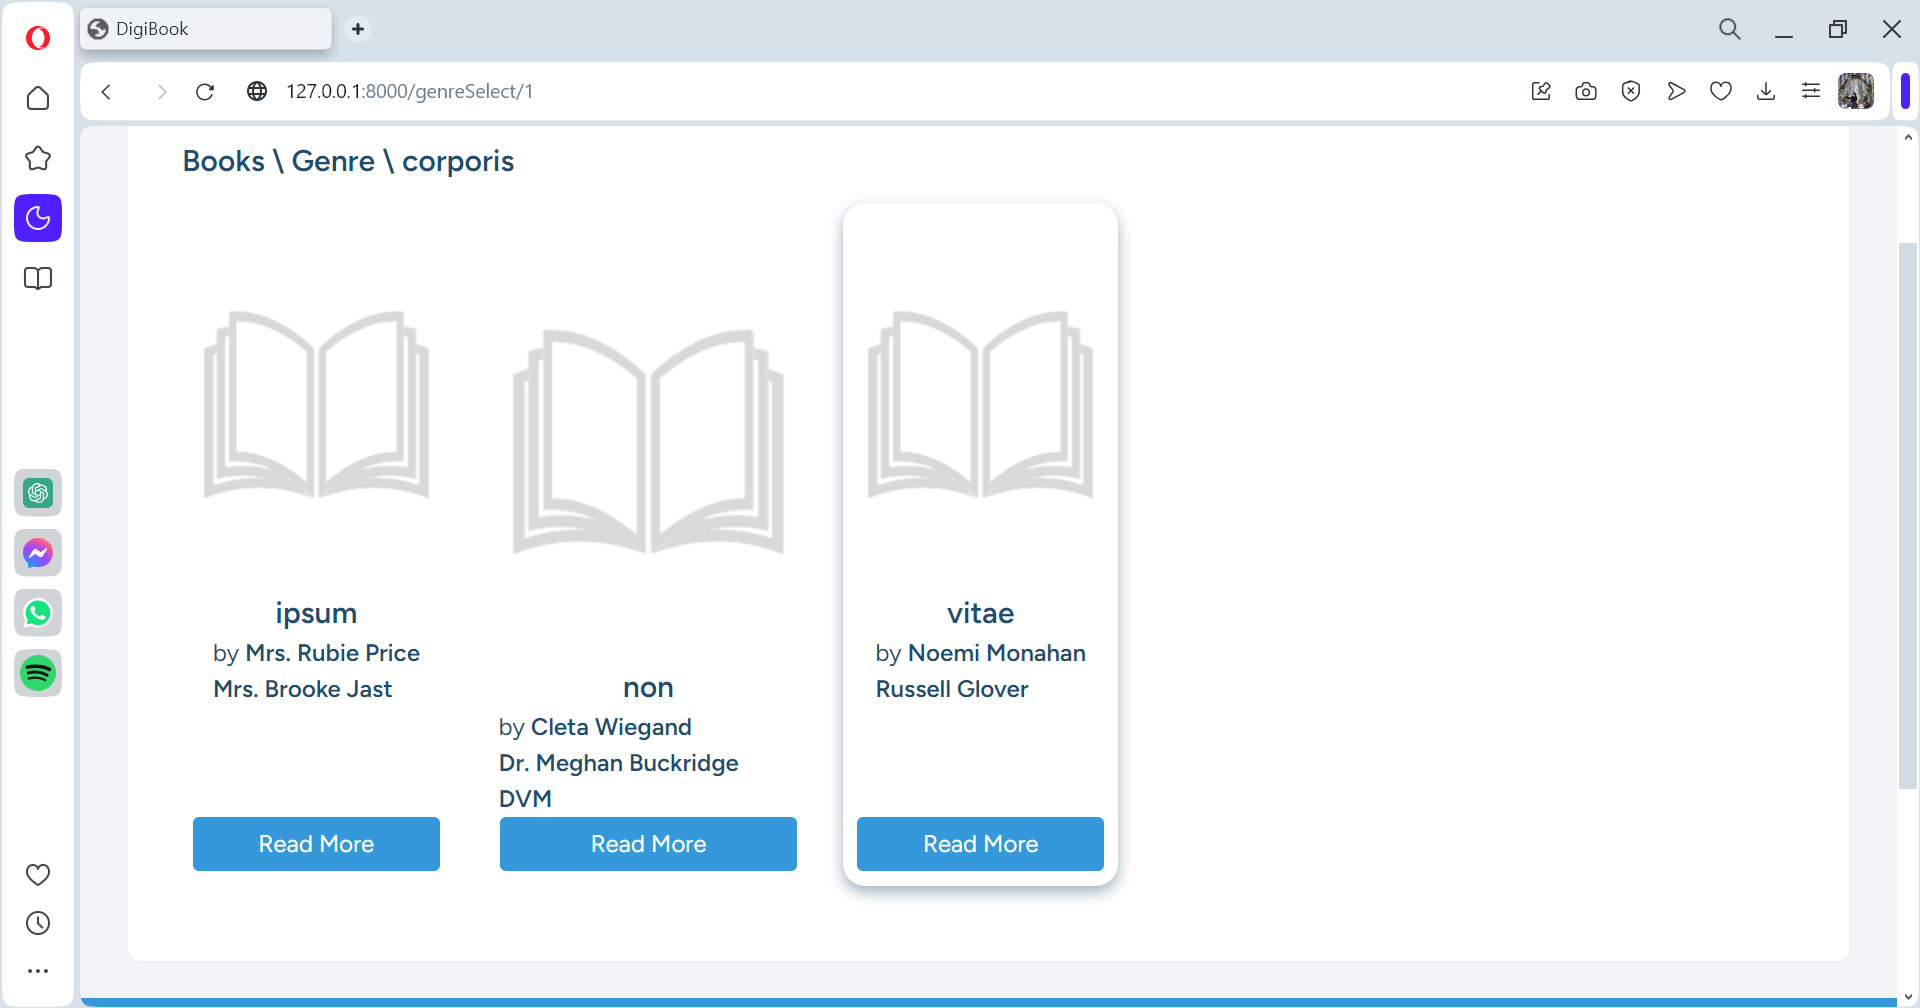 DigiBook
127.0.0.1:8000/genreSelect/1
Books \ Genre \ corporis
ipsum
by Mrs. Rubie Price
Mrs. Brooke Jast
Read More
non
by Cleta Wiegand
Dr. Meghan Buckridge
DVM
Read More
vitae
by Noemi Monahan
Russell Glover
Read More